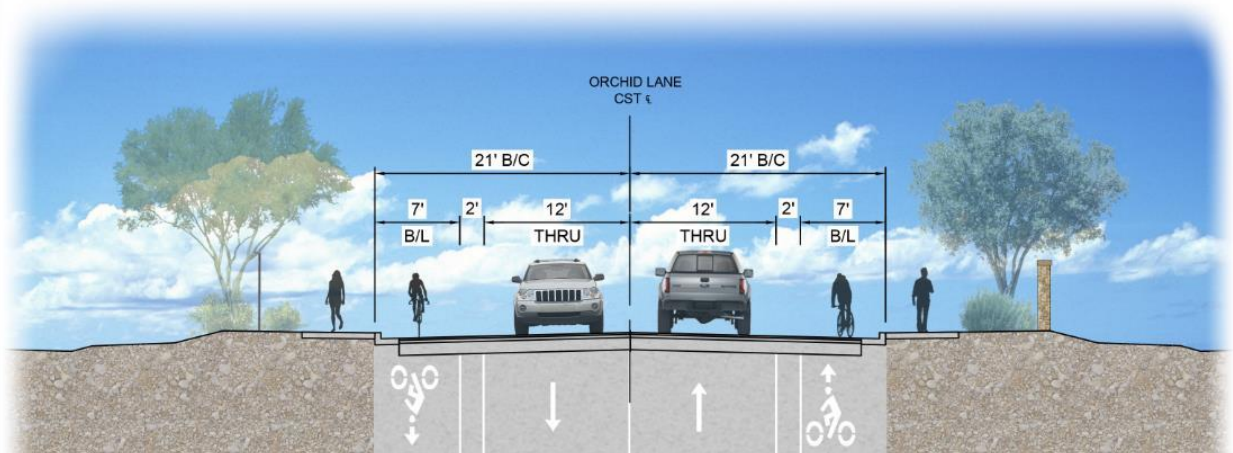 ORCHID LANE
CST ℄
21' B/C
21' B/C
7'
2'
12'
12'
2'
7'
B/L
THRU
THRU
B/L